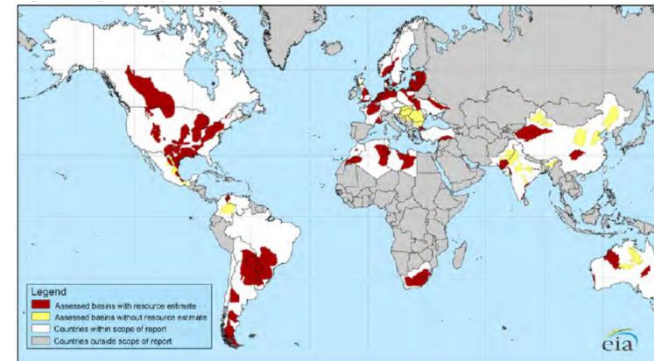 Legend
Assessed basins with resource estimate
Assessed basins without resource estimate
Countries within scope of report
Countries outside scope of report
eia